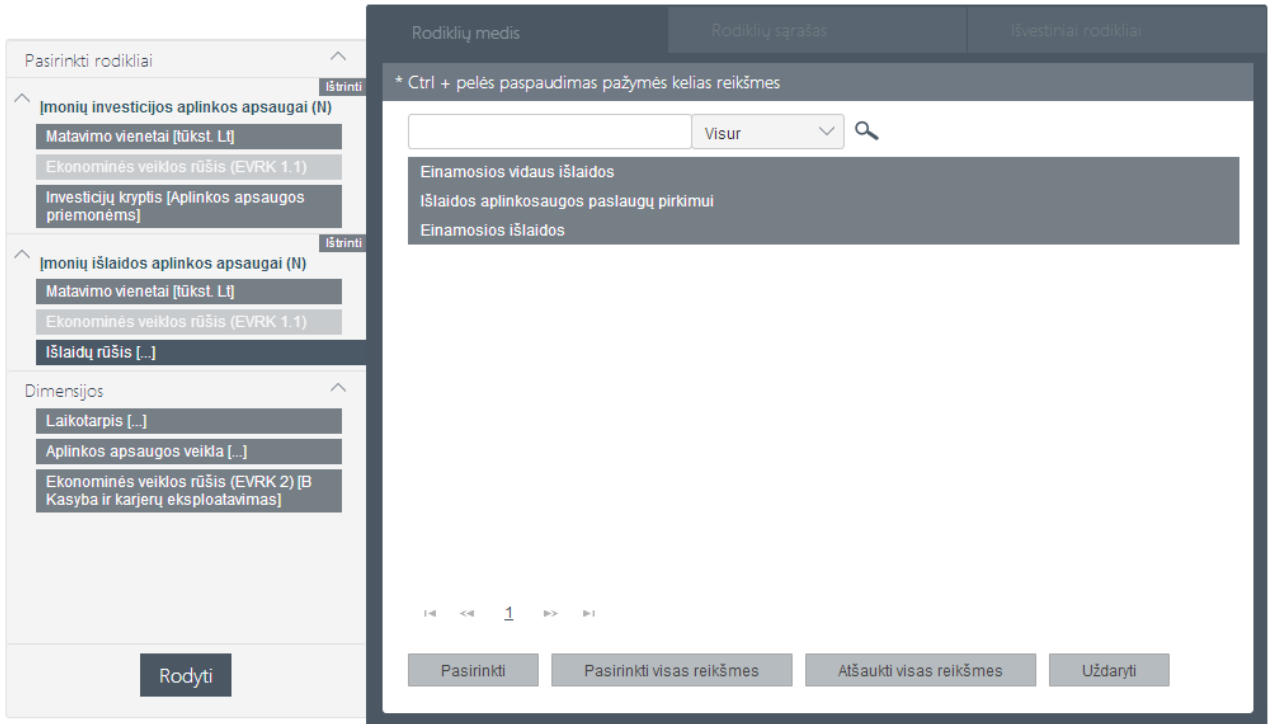 Pasirinkti rodikliai
Ištrinti
Įmonių investicijos aplinkos apsaugai (N)
Matavimo vienetai [tūkst. Lt]
Ekonominės veiklos rūšis (EVRK 1.1)
Investicijų kryptis [Aplinkos apsaugos
priemonėms]
Ištrinti
Įmonių išlaidos aplinkos apsaugai (N)
Matavimo vienetai [tūkst. Lt]
Ekonominės veiklos rūšis (EVRK 1.1)
Išlaidų rūšis [...]
Dimensijos
Laikotarpis [...]
Aplinkos apsaugos veikla [...]
Ekonominės veiklos rūšis (EVRK 2) [B
Kasyba ir karjerų eksploatavimas]
Rodyti
Rodiklių medis
Rodiklių sąrašas
Išvestiniai rodikliai
* Ctrl + pelės paspaudimas pažymės kelias reikšmes
Visur
Einamosios vidaus išlaidos
Išlaidos aplinkosaugos paslaugų pirkimui
Einamosios išlaidos
1
Pasirinkti
Pasirinkti visas reikšmes
Atšaukti visas reikšmes
Uždaryti